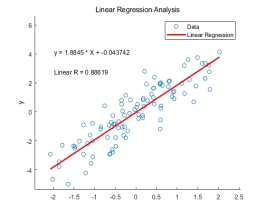 Linear Regression Analysis
6
Data
Linear Regression
4
y = 1.8845 * X + -0.043742
Linear R = 0.88619
2
y
0
-2
-4
-2 -1.5 -1 -0.5 0 0.5 1 1.5 2 2.5